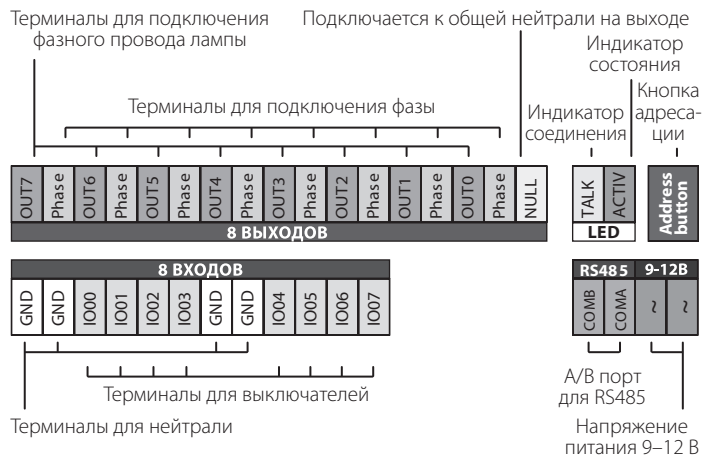 Терминалы для подключения
фазного провода лампы
Подключается к общей нейтрали на выходе
Индикатор
состояния
Терминалы для подключения фазы
Индикатор
соединения
Кнопка
адреса-
ции
OUT7 Phase OUT6 Phase OUT5 Phase OUT4 Phase OUT3 Phase OUT2 Phase OUT1 Phase OUT0 Phase NULL
8 ВЫХОДОВ
TALK ACTIV
LED
Address
button
8 ВХОДОВ
GND GND IO00 IO01 IO02 IO03 GND GND IO04 IO05 IO06 IO07
RS485 9-12В
COMB COMA ~ ~
Терминалы для выключателей
Терминалы для нейтрали
A/B порт
для RS485
Напряжение
питания 9–12 В